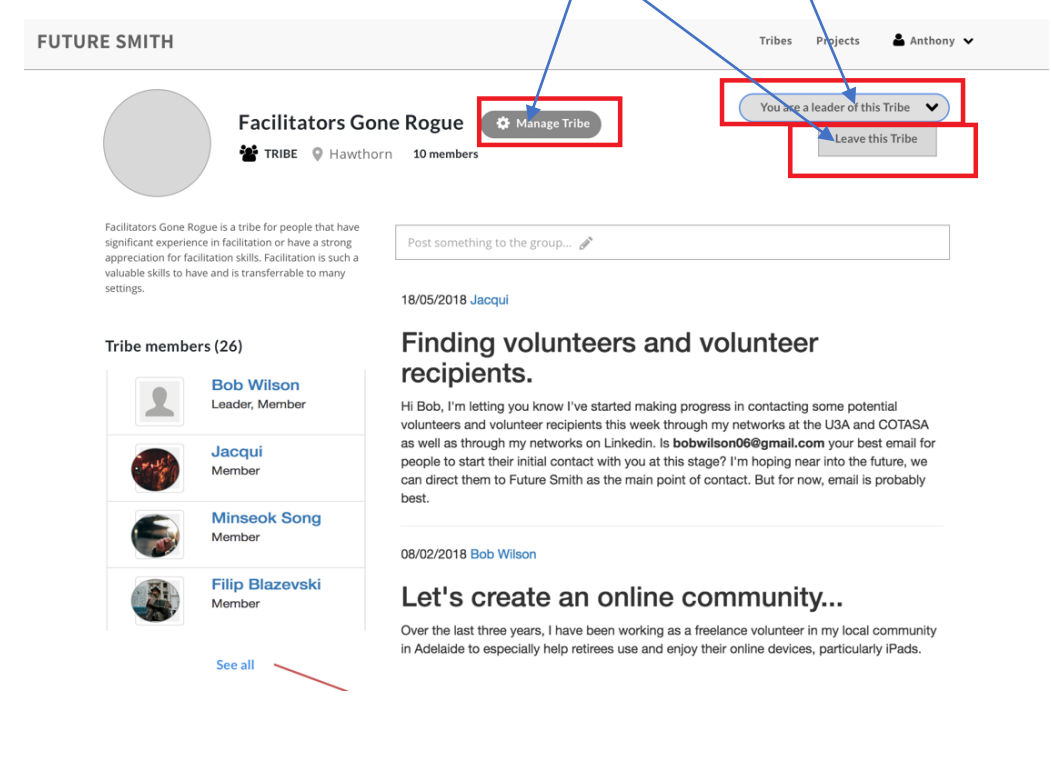 FUTURE SMITH
Tribes Projects Anthony
Facilitators Gone Rogue
Manage Tribe
You are a leader of this Tribe
Leave this Tribe
TRIBE Hawthorn 10 members
Facilitators Gone Rogue is a tribe for people that have
significant experience in facilitation or have a strong
appreciation for facilitation skills. Facilitation is such a
valuable skills to have and is transferrable to many
settings.
Tribe members (26)
Bob Wilson
Leader, Member
Jacqui
Member
Minseok Song
Member
Filip Blazevski
Member
See all
Post something to the group...
18/05/2018 Jacqui
Finding volunteers and volunteer
recipients.
Hi Bob, I'm letting you know I've started making progress in contacting some potential
volunteers and volunteer recipients this week through my networks at the U3A and COTASA
as well as through my networks on Linkedin. Is bobwilson06@gmail.com your best email for
people to start their initial contact with you at this stage? I'm hoping near into the future, we
can direct them to Future Smith as the main point of contact. But for now, email is probably
best.
08/02/2018 Bob Wilson
Let's create an online community...
Over the last three years, I have been working as a freelance volunteer in my local community
in Adelaide to especially help retirees use and enjoy their online devices, particularly iPads.